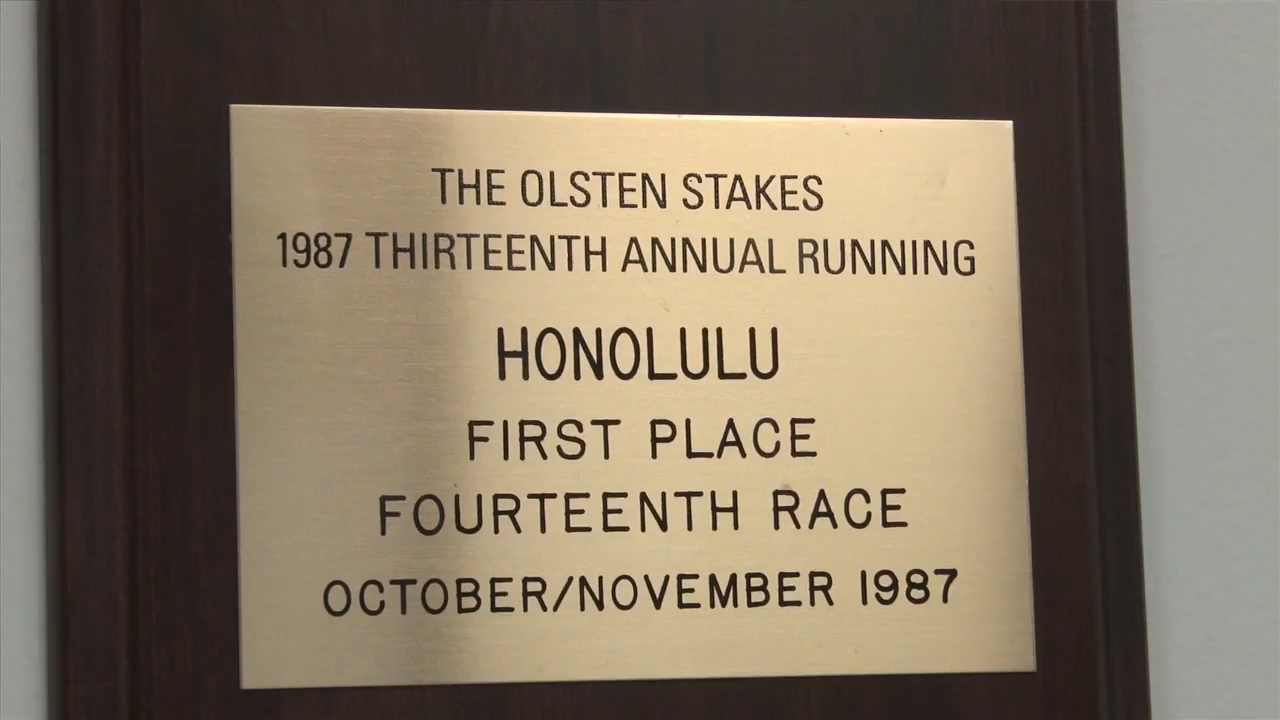 THE OLSTEN STAKES
1987 THIRTEENTH ANNUAL RUNNING
HONOLULU
FIRST PLACE
FOURTEENTH RACE
OCTOBER/NOVEMBER 1987